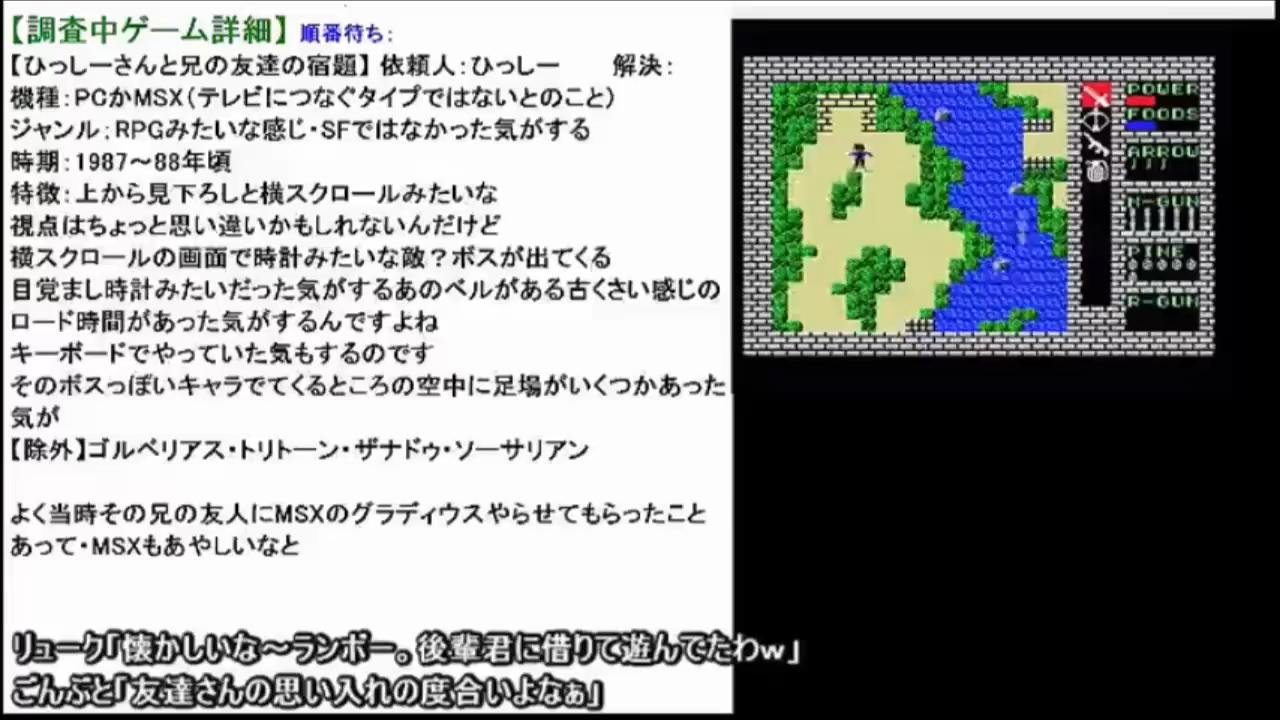 【調査中ゲーム詳細】 順番待ち:
【ひっしーさんと兄の友達の宿題】 依頼人:ひっしー 解決:
機種:PCかMSX(テレビにつなぐタイプではないとのこと)
ジャンル:RPGみたいな感じ・SFではなかった気がする
時期:1987~88年頃
特徴:上から見下ろしと横スクロールみたいな
視点はちょっと思い違いかもしれないんだけど
横スクロールの画面で時計みたいな敵?ボスが出てくる
目覚まし時計みたいだった気がするあのベルがある古くさい感じの
ロード時間があった気がするんですよね
キーボードでやっていた気もするのです
そのボスっぽいキャラでてくるところの空中に足場がいくつかあった
気が
【除外】ゴルベリアス・トリトーン・ザナドゥ・ソーサリアン
よく当時その兄の友人にMSXのグラディウスやらせてもらったこと
あって・MSXもあやしいなと
POWER
FOODS
ARROW
M-GUN
PINE
R-GUN
リューク「懐かしいな~ランボー。後輩君に借りて遊んでたわw」
ごんぶと「友達さんの思い入れの度合いよなぁ」